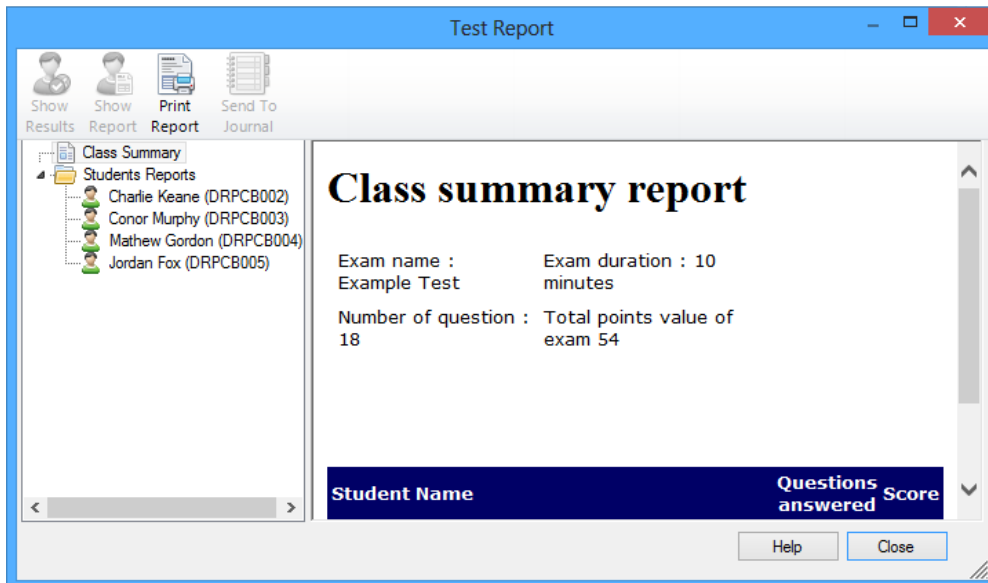 Test Report
Show Results
Show Report
Print Report
Send To Journal
Class Summary
Students Reports
Charlie Keane (DRPCB002)
Conor Murphy (DRPCB003)
Mathew Gordon (DRPCB004)
Jordan Fox (DRPCB005)
Class summary report
Exam name :
Example Test
Exam duration : 10
minutes
Number of question :
18
Total points value of
exam 54
Student Name
Questions
answered
Score
Help
Close